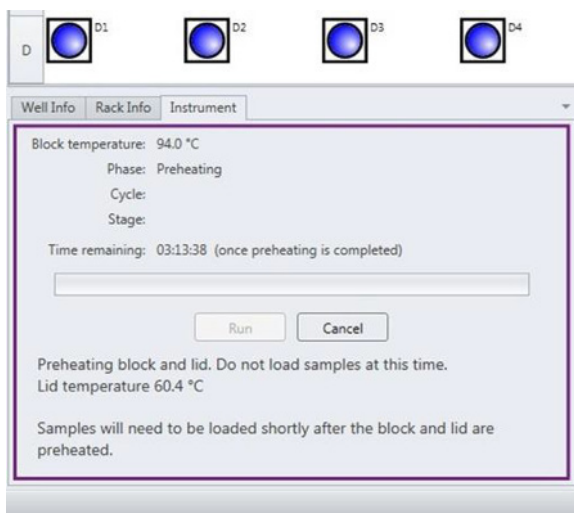 D1 D2 D3 D4
D
Well Info Rack Info Instrument
Block temperature: 94.0 °C
Phase: Preheating
Cycle:
Stage:
Time remaining: 03:13:38 (once preheating is completed)
Run Cancel
Preheating block and lid. Do not load samples at this time.
Lid temperature 60.4 °C
Samples will need to be loaded shortly after the block and lid are
preheated.